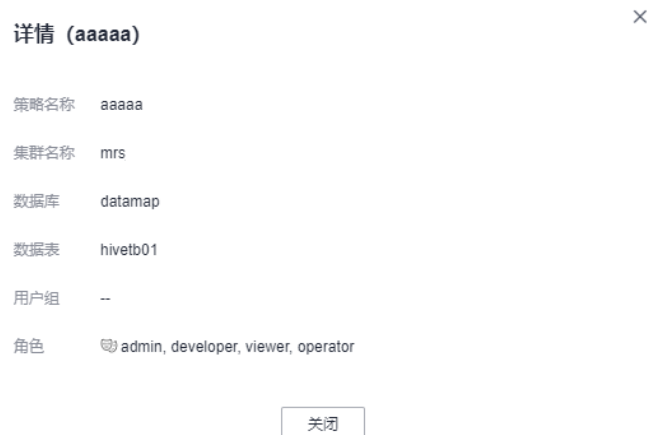 详情（aaaaa）
策略名称 aaaaa
集群名称 mrs
数据库 datamap
数据表 hivetb01
用户组 --
角色 admin, developer, viewer, operator
关闭